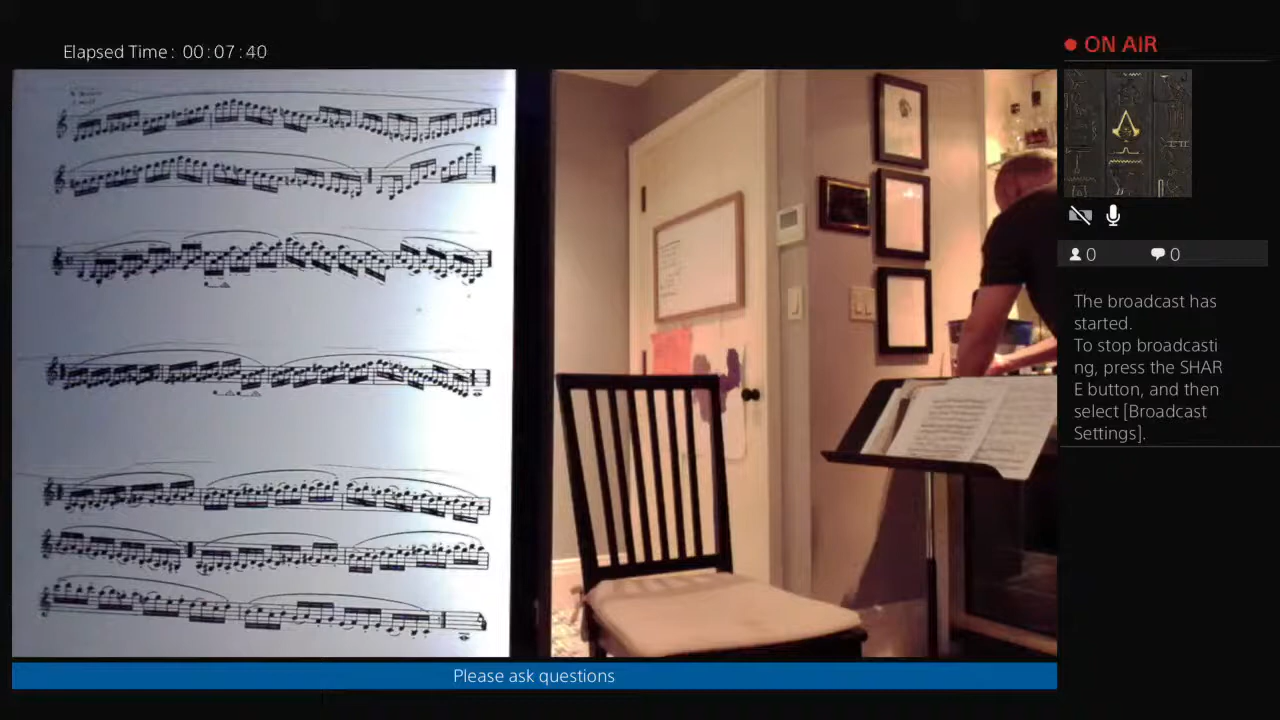 Elapsed Time: 00:07:40
ON AIR
0
0
The broadcast has
started.
To stop broadcasti
ng, press the SHAR
E button, and then
select [Broadcast
Settings].
Please ask questions